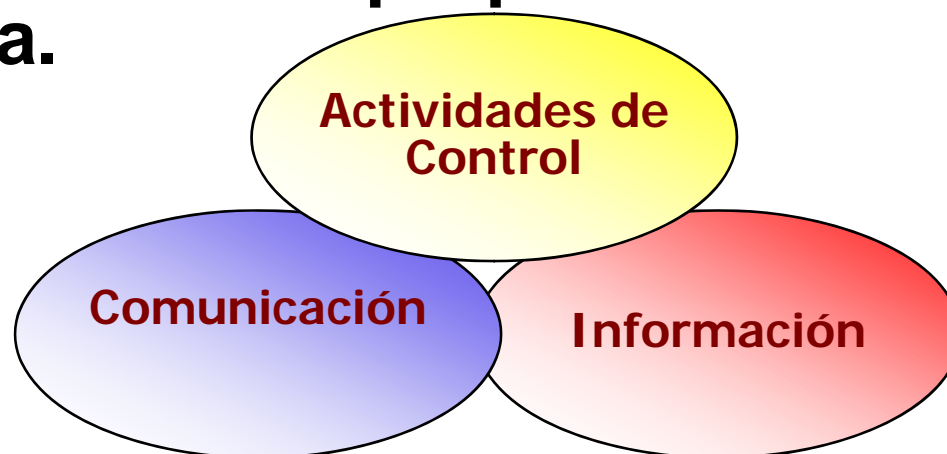 a.
Actividades de
Control
Comunicación
Información